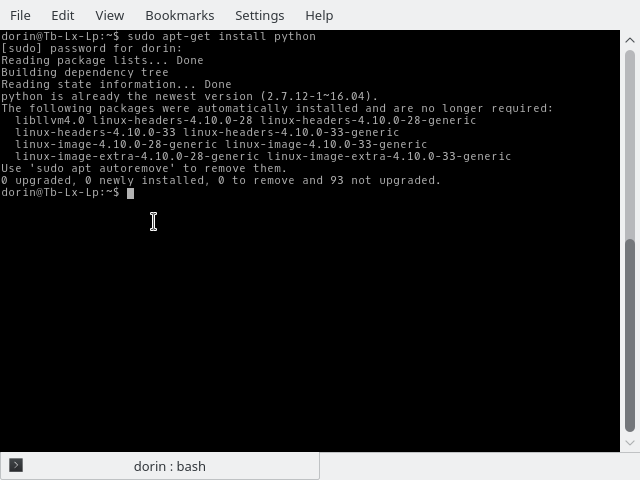 File Edit View Bookmarks Settings Help
dorin@Tb-Lx-Lp:~$ sudo apt-get install python
[sudo] password for dorin:
Reading package lists... Done
Building dependency tree
Reading state information... Done
python is already the newest version (2.7.12-1~16.04).
The following packages were automatically installed and are no longer required:
  libllvm4.0 linux-headers-4.10.0-28 linux-headers-4.10.0-28-generic
  linux-headers-4.10.0-33 linux-headers-4.10.0-33-generic
  linux-image-4.10.0-28-generic linux-image-4.10.0-33-generic
  linux-image-extra-4.10.0-28-generic linux-image-extra-4.10.0-33-generic
Use 'sudo apt autoremove' to remove them.
0 upgraded, 0 newly installed, 0 to remove and 93 not upgraded.
dorin@Tb-Lx-Lp:~$
dorin : bash